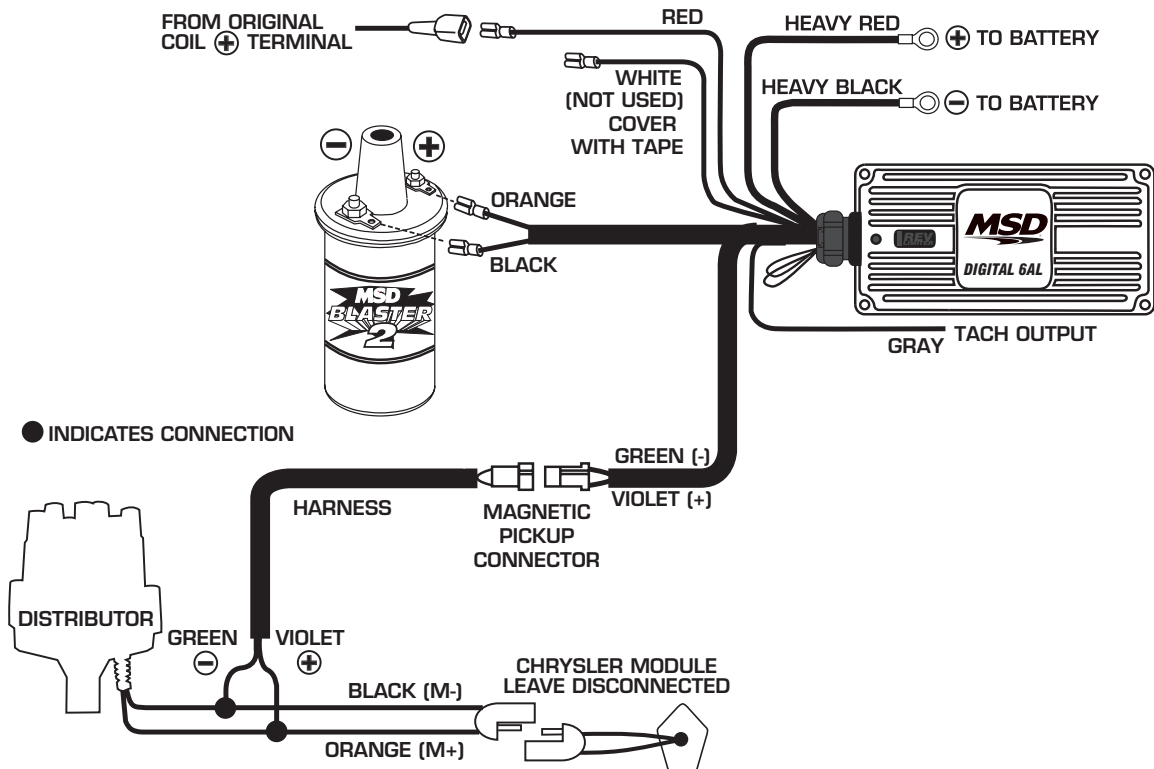 FROM ORIGINAL
COIL + TERMINAL
RED
HEAVY RED
+ TO BATTERY
WHITE
(NOT USED)
COVER
WITH TAPE
HEAVY BLACK
- TO BATTERY
- +
ORANGE
BLACK
MSD
BLASTER
2
REV
LIMITER
MSD
DIGITAL 6AL
GRAY
TACH OUTPUT
INDICATES CONNECTION
GREEN (-)
VIOLET (+)
HARNESS
MAGNETIC
PICKUP
CONNECTOR
DISTRIBUTOR
GREEN
-
VIOLET
+
CHRYSLER MODULE
LEAVE DISCONNECTED
BLACK (M-)
ORANGE (M+)